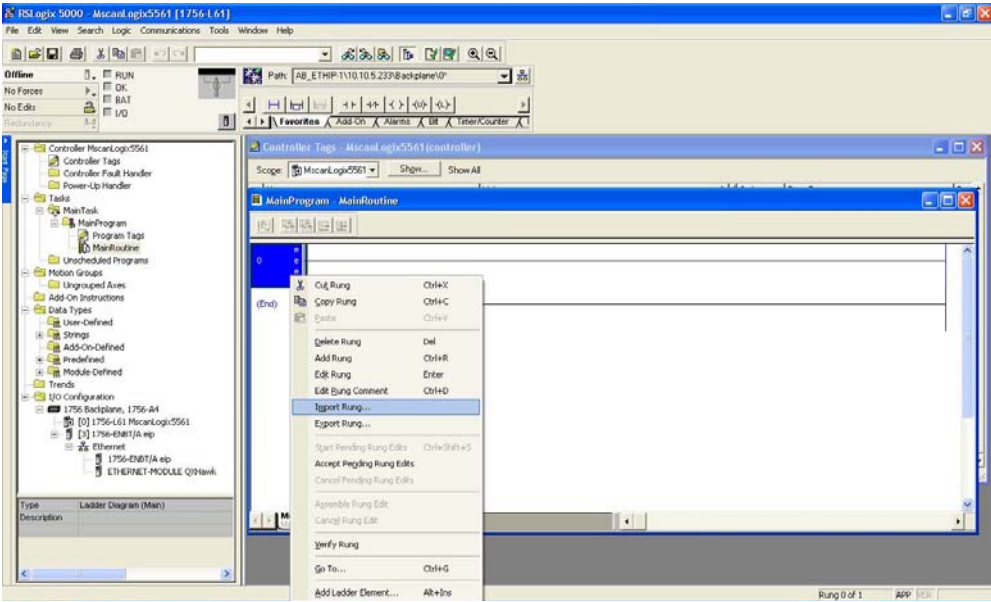 RSLogix 5000 - MscanLogix5561 [1756-L61]
File Edit View Search Logic Communications Tools Window Help
Offline RUN
No Forces OK
No Edits BAT
Redundancy I/O
Path: AB_ETHIP-1\10.10.5.233\Backplane\0*
Favorites Add-On Alarms Bit Timer/Counter
Start Page
Controller MscanLogix5561
Controller Tags
Controller Fault Handler
Power-Up Handler
Tasks
MainTask
MainProgram
Program Tags
MainRoutine
Unscheduled Programs
Motion Groups
Ungrouped Axes
Add-On Instructions
Data Types
User-Defined
Strings
Add-On-Defined
Predefined
Module-Defined
Trends
I/O Configuration
1756 Backplane, 1756-A4
[0] 1756-L61 MscanLogix5561
[3] 1756-ENBT/A eip
Ethernet
1756-ENBT/A eip
ETHERNET-MODULE QXHawk
Type Ladder Diagram (Main)
Description
Controller Tags - MscanLogix5561(controller)
Scope: MscanLogix5561 Show... Show All
MainProgram - MainRoutine
0
(End)
Cut Rung Ctrl+X
Copy Rung Ctrl+C
Paste Ctrl+V
Delete Rung Del
Add Rung Ctrl+R
Edit Rung Enter
Edit Rung Comment Ctrl+D
Import Rung...
Export Rung...
Start Pending Rung Edits Ctrl+Shift+S
Accept Pending Rung Edits
Cancel Pending Rung Edits
Assemble Rung Edit
Cancel Rung Edit
Verify Rung
Go To... Ctrl+G
Add Ladder Element... Alt+Ins
Rung 0 of 1 APP VER